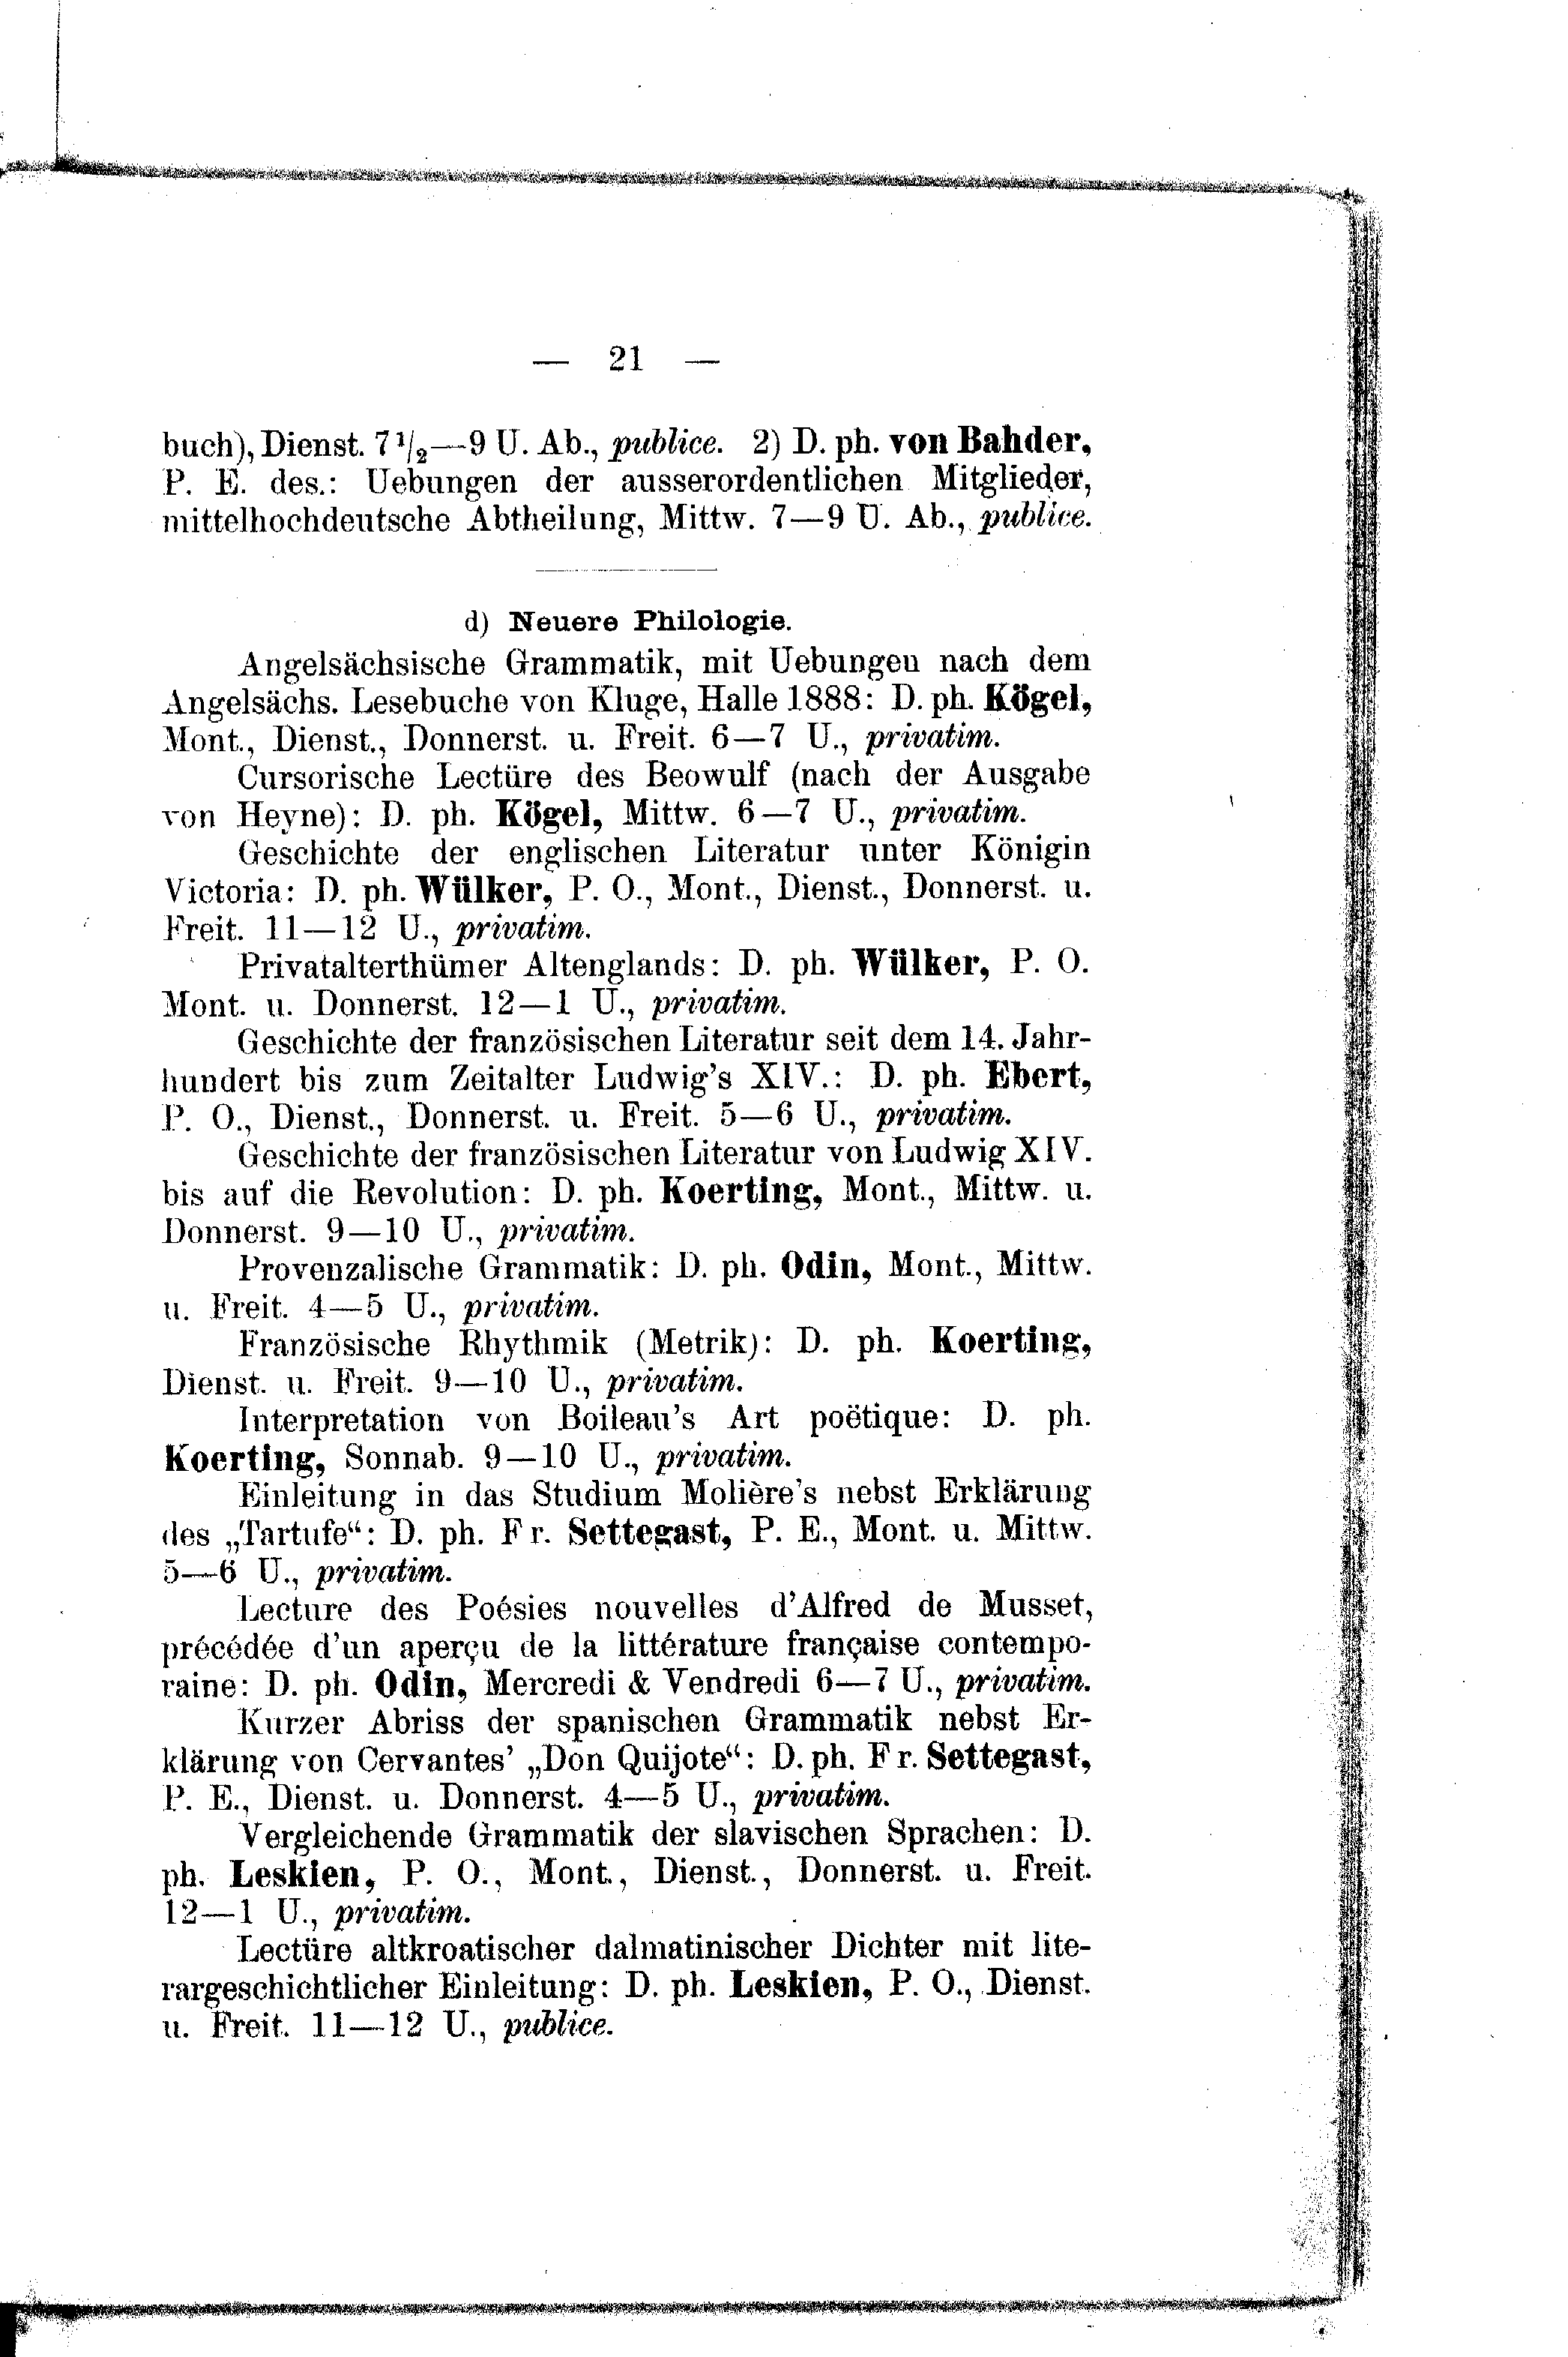 — 21 —
buch), Dienst. 7 1/2—9 U. Ab., publice. 2) D. ph. von Bahder,
P. E. des.: Uebungen der ausserordentlichen Mitglieder,
mittelhochdeutsche Abtheilung, Mittw. 7—9 U. Ab., publice.
d) Neuere Philologie.
Angelsächsische Grammatik, mit Uebungen nach dem
Angelsächs. Lesebuche von Kluge, Halle 1888: D. ph. Kögel,
Mont., Dienst., Donnerst. u. Freit. 6—7 U., privatim.
Cursorische Lectüre des Beowulf (nach der Ausgabe
von Heyne): D. ph. Kögel, Mittw. 6—7 U., privatim.
Geschichte der englischen Literatur unter Königin
Victoria: D. ph. Wülker, P. O., Mont., Dienst., Donnerst. u.
Freit. 11—12 U., privatim.
Privatalterthümer Altenglands: D. ph. Wülker, P. O.
Mont. u. Donnerst. 12—1 U., privatim.
Geschichte der französischen Literatur seit dem 14. Jahr-
hundert bis zum Zeitalter Ludwig's XIV.: D. ph. Ebert,
P. O., Dienst., Donnerst. u. Freit. 5—6 U., privatim.
Geschichte der französischen Literatur von Ludwig XIV.
bis auf die Revolution: D. ph. Koerting, Mont., Mittw. u.
Donnerst. 9—10 U., privatim.
Provenzalische Grammatik: D. ph. Odin, Mont., Mittw.
u. Freit. 4—5 U., privatim.
Französische Rhythmik (Metrik): D. ph. Koerting,
Dienst. u. Freit. 9—10 U., privatim.
Interpretation von Boileau's Art poëtique: D. ph.
Koerting, Sonnab. 9—10 U., privatim.
Einleitung in das Studium Molière's nebst Erklärung
des „Tartufe“: D. ph. Fr. Settegast, P. E., Mont. u. Mittw.
5—6 U., privatim.
Lecture des Poésies nouvelles d'Alfred de Musset,
précédée d'un aperçu de la littérature française contempo-
raine: D. ph. Odin, Mercredi & Vendredi 6—7 U., privatim.
Kurzer Abriss der spanischen Grammatik nebst Er-
klärung von Cervantes' „Don Quijote“: D. ph. Fr. Settegast,
P. E., Dienst. u. Donnerst. 4—5 U., privatim.
Vergleichende Grammatik der slavischen Sprachen: D.
ph. Leskien, P. O., Mont., Dienst., Donnerst. u. Freit.
12—1 U., privatim.
Lectüre altkroatischer dalmatinischer Dichter mit lite-
rargeschichtlicher Einleitung: D. ph. Leskien, P. O., Dienst.
u. Freit. 11—12 U., publice.